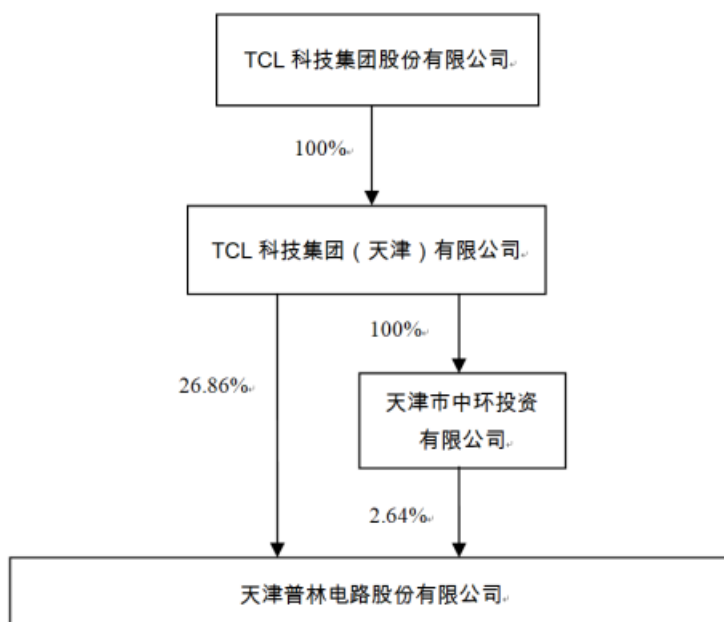 TCL 科技集团股份有限公司
100%
TCL 科技集团（天津）有限公司
100%
26.86%
天津市中环投资
有限公司
2.64%
天津普林电路股份有限公司